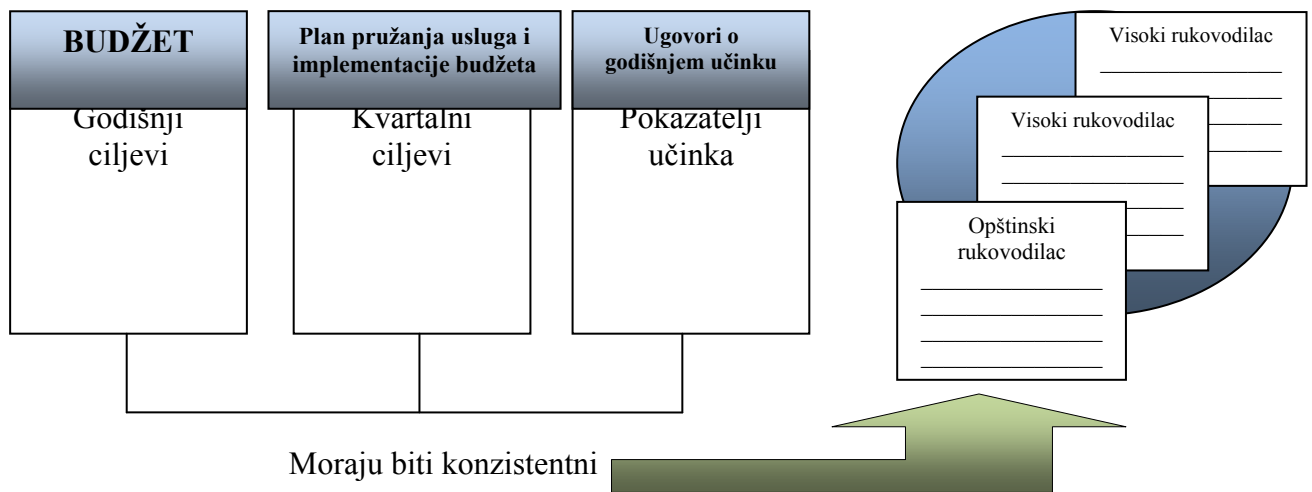 BUDŽET
Godišnji
ciljevi
Plan pružanja usluga i
implementacije budžeta
Kvartalni
ciljevi
Ugovori o
godišnjem učinku
Pokazatelji
učinka
Visoki rukovodilac
Visoki rukovodilac
Opštinski
rukovodilac
Moraju biti konzistentni